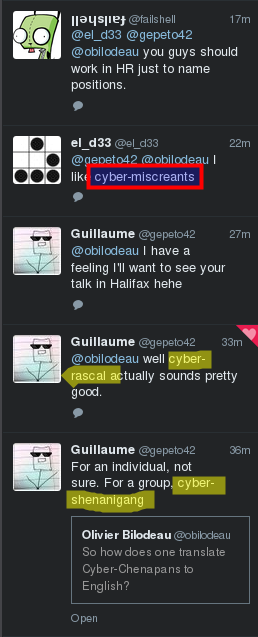 llǝɥslıɐɟ @failshell 17m
@el_d33 @gepeto42
@obilodeau you guys should
work in HR just to name
positions.
el_d33 @el_d33 22m
@gepeto42 @obilodeau I
like cyber-miscreants
Guillaume @gepeto42 27m
@obilodeau I have a
feeling I'll want to see your
talk in Halifax hehe
Guillaume @gepeto42 33m
@obilodeau well cyber-
rascal actually sounds pretty
good.
Guillaume @gepeto42 36m
For an individual, not
sure. For a group, cyber-
shenanigang
Olivier Bilodeau @obilodeau
So how does one translate
Cyber-Chenapans to
English?
Open